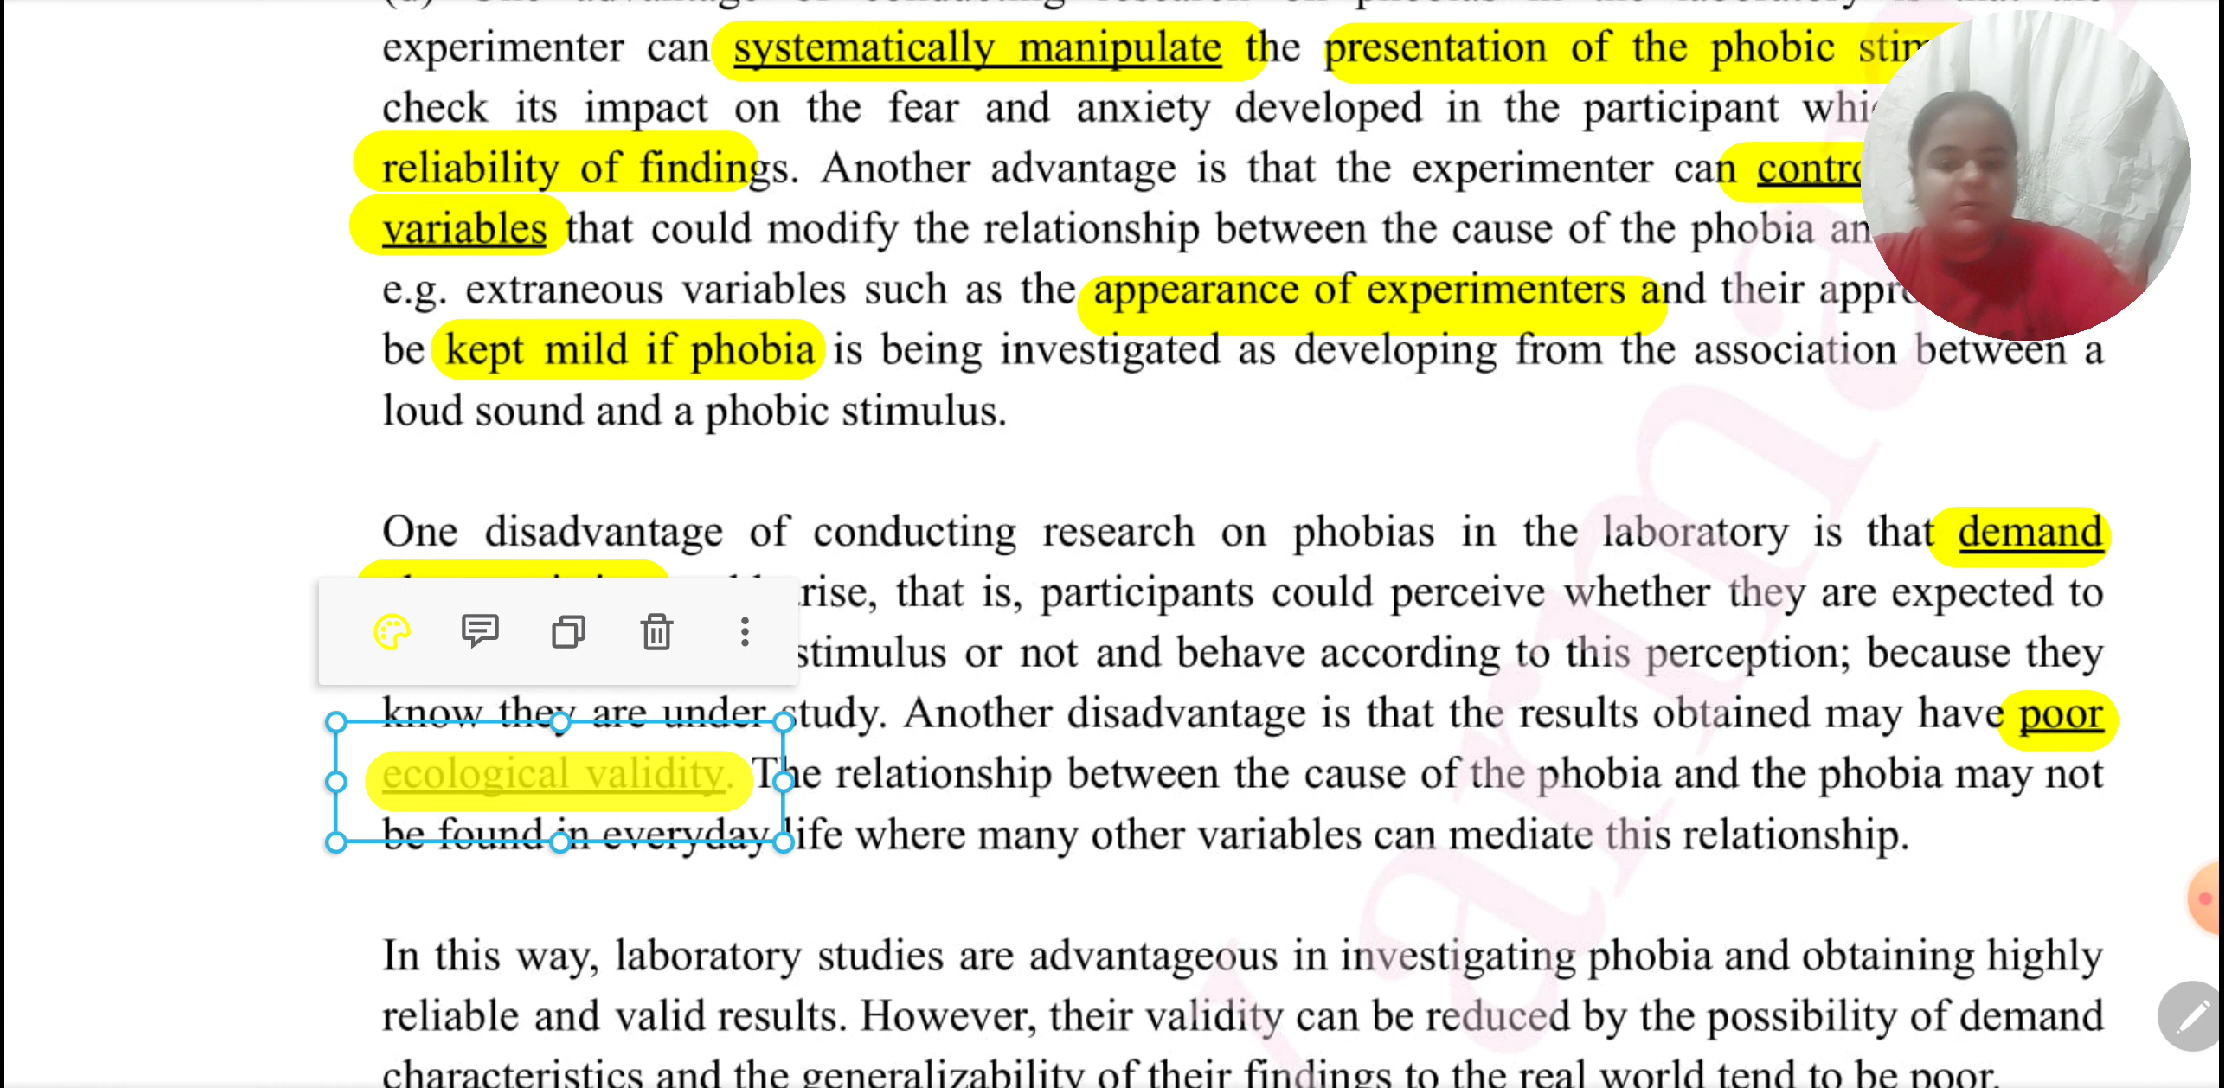 experimenter can systematically manipulate the presentation of the phobic
check its impact on the fear and anxiety developed in the participant
reliability of findings. Another advantage is that the experimenter can
variables that could modify the relationship between the cause of the phobia
e.g. extraneous variables such as the appearance of experimenters and their
be kept mild if phobia is being investigated as developing from the association between a
loud sound and a phobic stimulus.
One disadvantage of conducting research on phobias in the laboratory is that demand
that is, participants could perceive whether they are expected to
stimulus or not and behave according to this perception; because they
know they are under study. Another disadvantage is that the results obtained may have poor
ecological validity. The relationship between the cause of the phobia and the phobia may not
be found in everyday life where many other variables can mediate this relationship.
In this way, laboratory studies are advantageous in investigating phobia and obtaining highly
reliable and valid results. However, their validity can be reduced by the possibility of demand
characteristics and the generalizability of their findings to the real world tend to be poor.